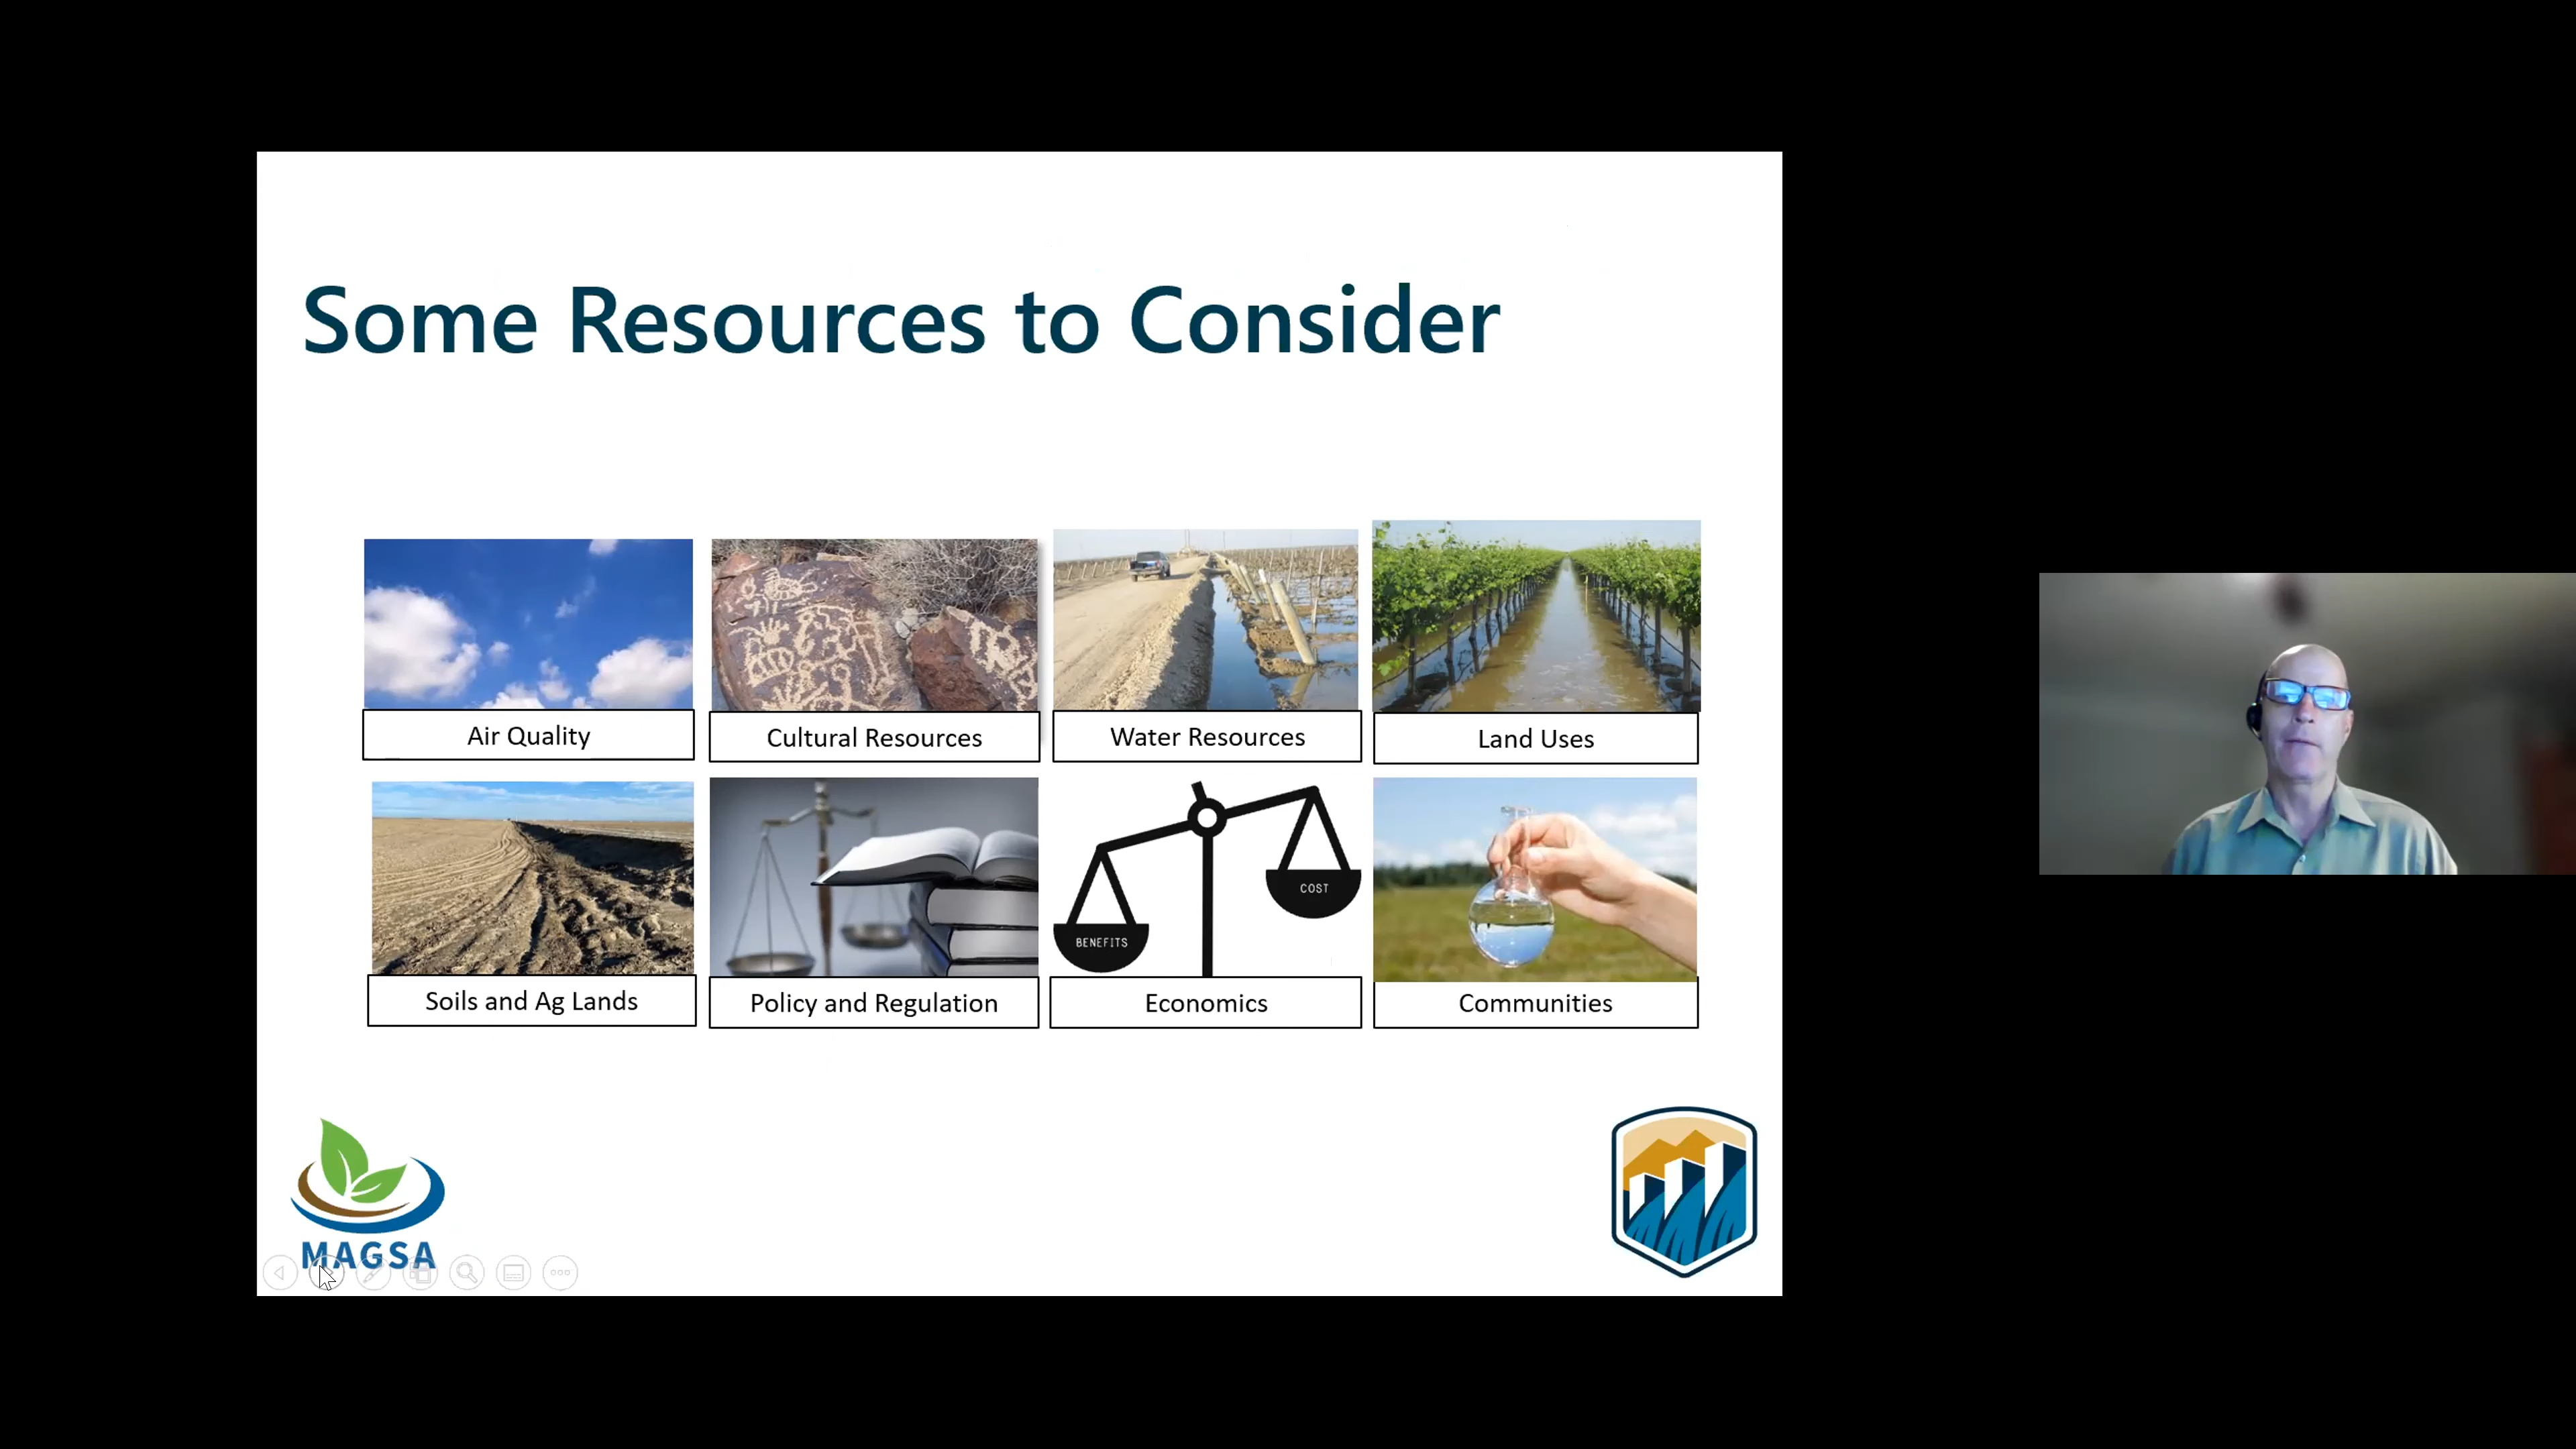 Some Resources to Consider
Air Quality
Cultural Resources
Water Resources
Land Uses
COST
BENEFITS
Soils and Ag Lands
Policy and Regulation
Economics
Communities
MAGSA